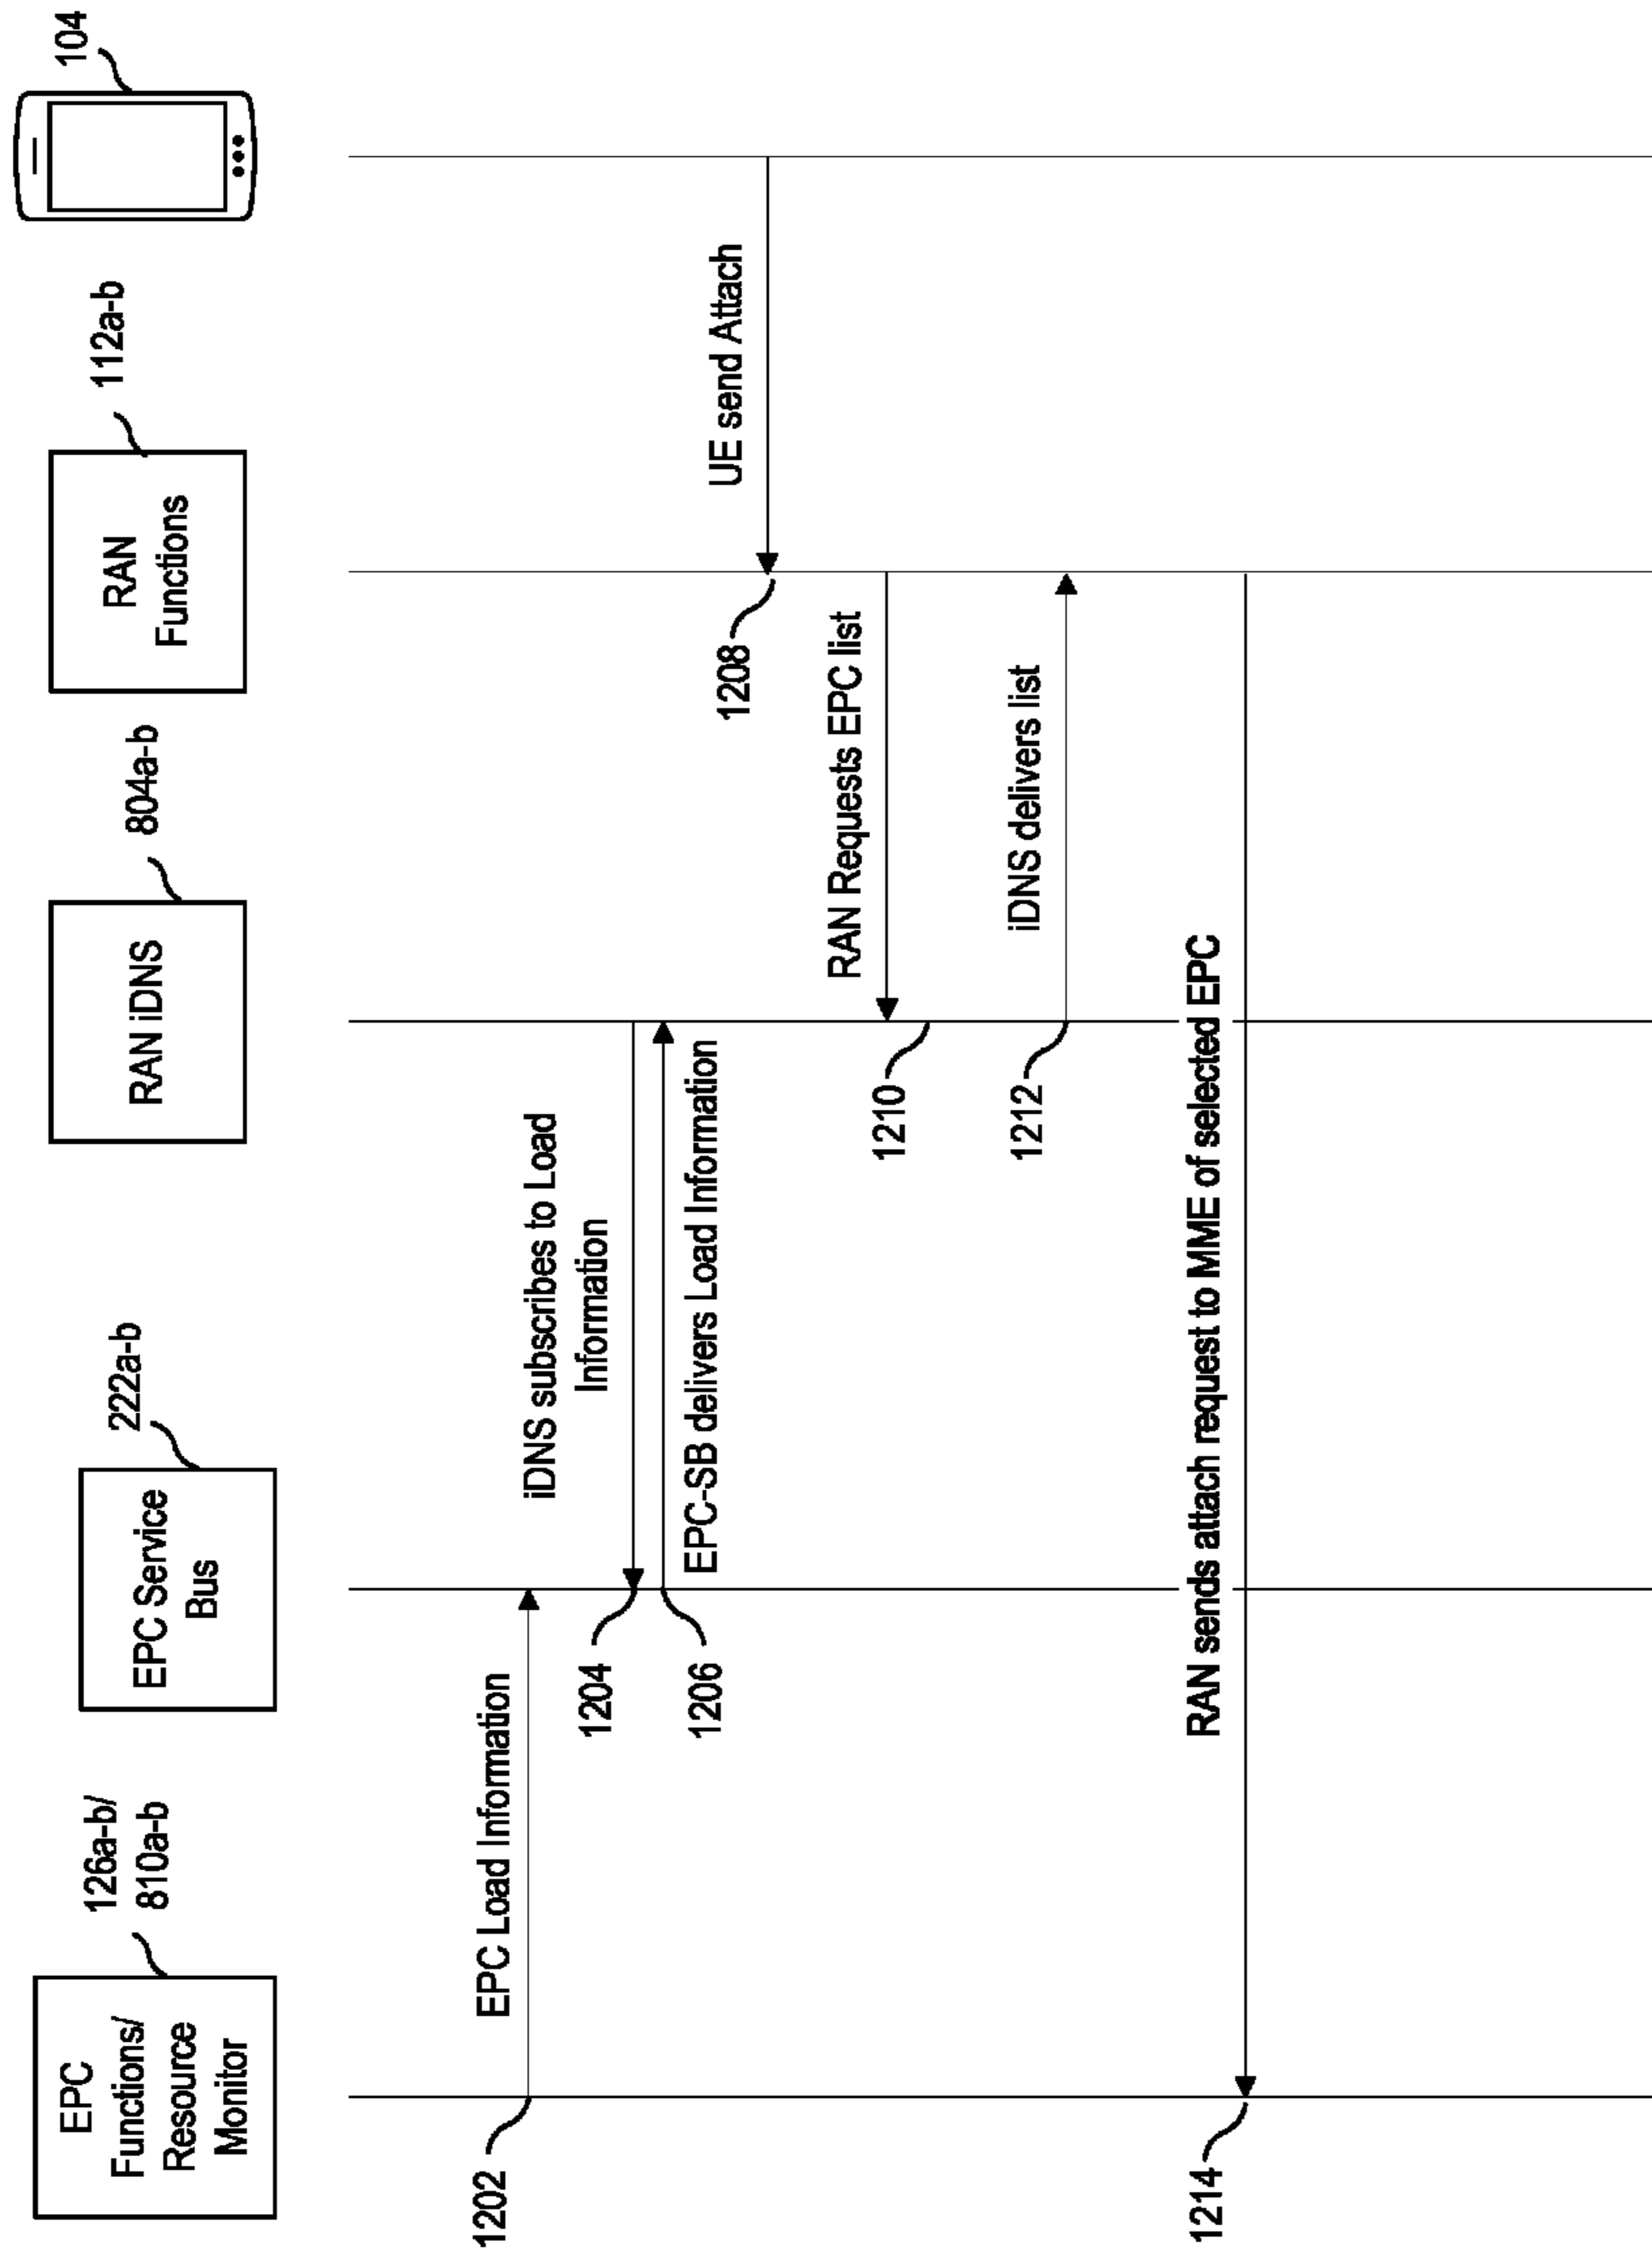 EPC
Functions/
Resource
Monitor
126a-b/
810a-b
EPC Service
Bus
222a-b
RAN iDNS
804a-b
RAN
Functions
112a-b
104
1202
EPC Load Information
iDNS subscribes to Load
Information
1204
1206
EPC-SB delivers Load Information
UE send Attach
1208
RAN Requests EPC list
1210
iDNS delivers list
1212
RAN sends attach request to MME of selected EPC
1214